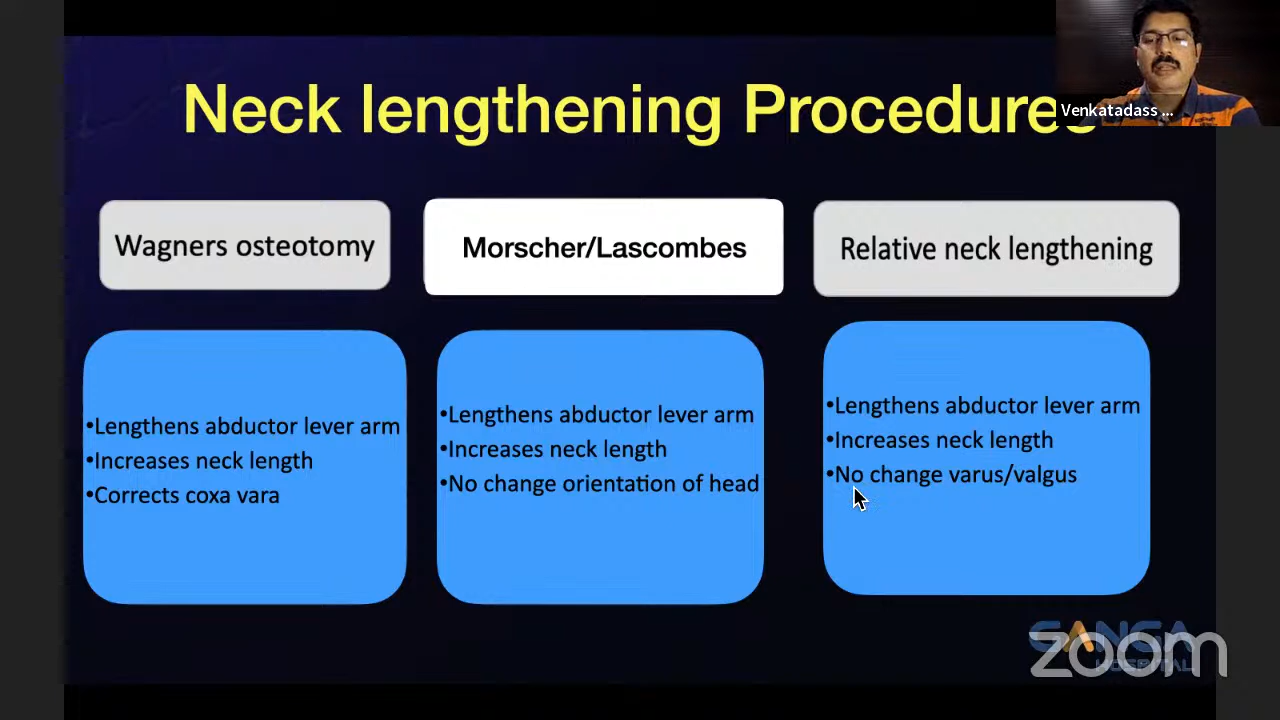 Neck lengthening Procedures
Venkatadass ...
Wagners osteotomy
Morscher/Lascombes
Relative neck lengthening
•Lengthens abductor lever arm
•Increases neck length
•Corrects coxa vara
•Lengthens abductor lever arm
•Increases neck length
•No change orientation of head
•Lengthens abductor lever arm
•Increases neck length
•No change varus/valgus
GANGA
HOSPITAL
zoom